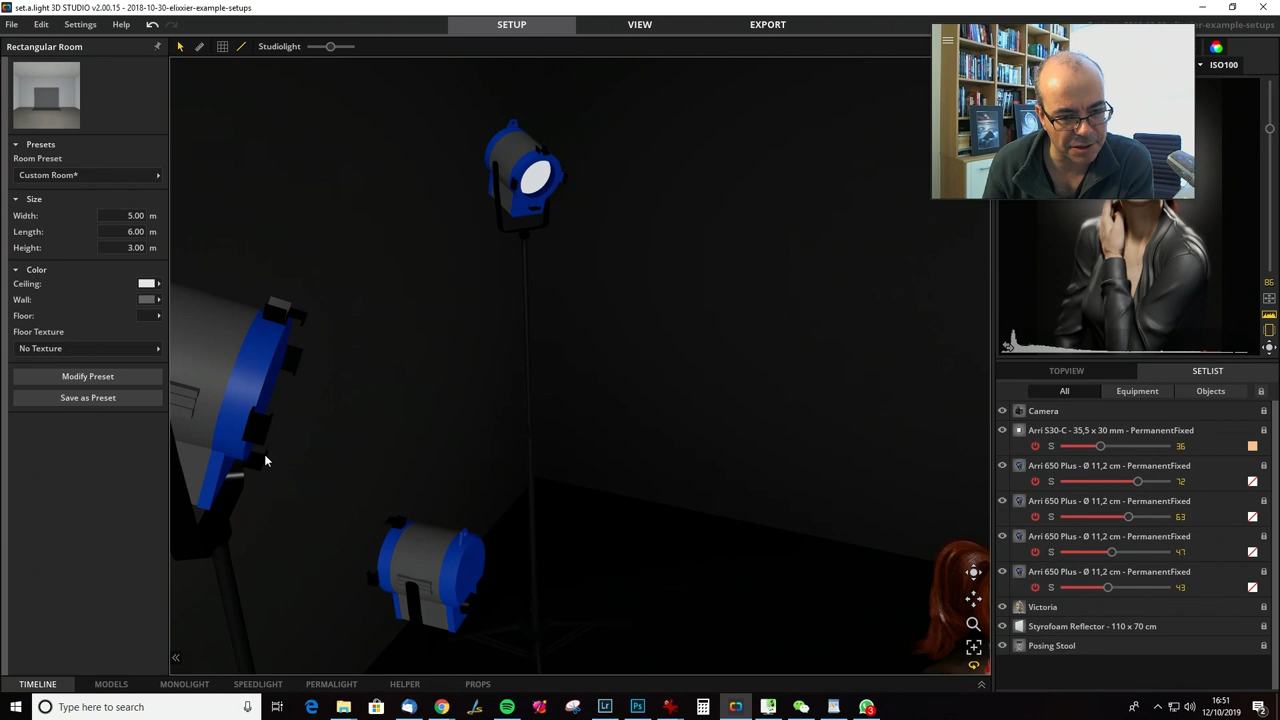 set.a.light 3D STUDIO v2.00.15 - 2018-10-30-elixxier-example-setups
File Edit Settings Help
SETUP VIEW EXPORT
Rectangular Room
Studiolight
ISO100
Presets
Room Preset
Custom Room*
Size
Width: 5.00 m
Length: 6.00 m
Height: 3.00 m
Color
Ceiling:
Wall:
Floor:
Floor Texture
No Texture
Modify Preset
Save as Preset
86
TOPVIEW SETLIST
All Equipment Objects
Camera
Arri S30-C - 35,5 x 30 mm - PermanentFixed
S 36
Arri 650 Plus - Ø 11,2 cm - PermanentFixed
S 72
Arri 650 Plus - Ø 11,2 cm - PermanentFixed
S 63
Arri 650 Plus - Ø 11,2 cm - PermanentFixed
S 47
Arri 650 Plus - Ø 11,2 cm - PermanentFixed
S 43
Victoria
Styrofoam Reflector - 110 x 70 cm
Posing Stool
TIMELINE MODELS MONOLIGHT SPEEDLIGHT PERMALIGHT HELPER PROPS
Type here to search
Lr Ps 3
16:51
12/10/2019
2